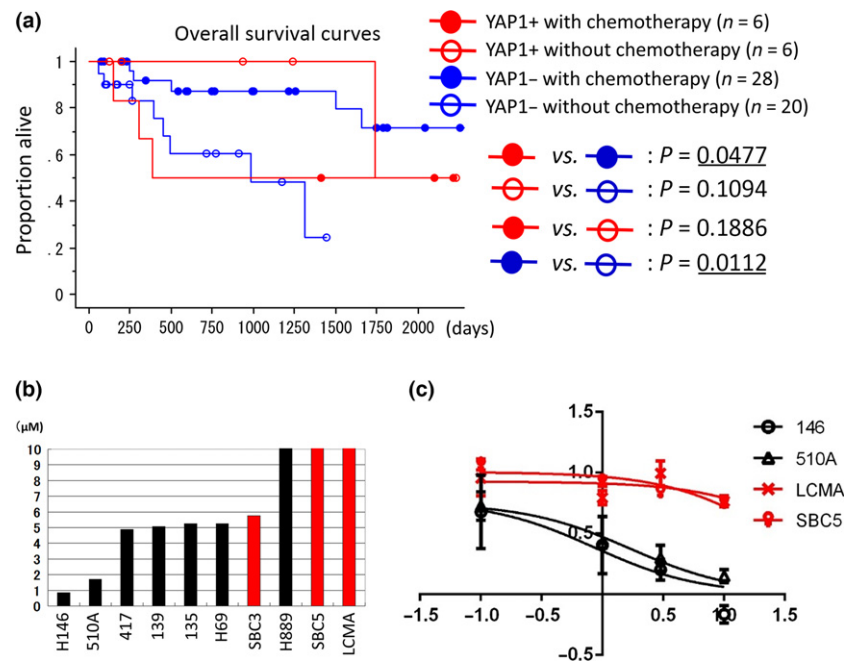 (a)
Overall survival curves
Proportion alive
1
. 8
. 6
. 4
. 2
0
0 250 500 750 1000 1250 1500 1750 2000 (days)
YAP1+ with chemotherapy (n = 6)
YAP1+ without chemotherapy (n = 6)
YAP1– with chemotherapy (n = 28)
YAP1– without chemotherapy (n = 20)
vs. : P = 0.0477
vs. : P = 0.1094
vs. : P = 0.1886
vs. : P = 0.0112
(b)
(μM)
10
9
8
7
6
5
4
3
2
1
0
H146 510A 417 139 135 H69 SBC3 H889 SBC5 LCMA
(c)
1.5
1.0
0.5
–0.5
–1.5 –1.0 –0.5 0.0 0.5 1.0 1.5
146
510A
LCMA
SBC5